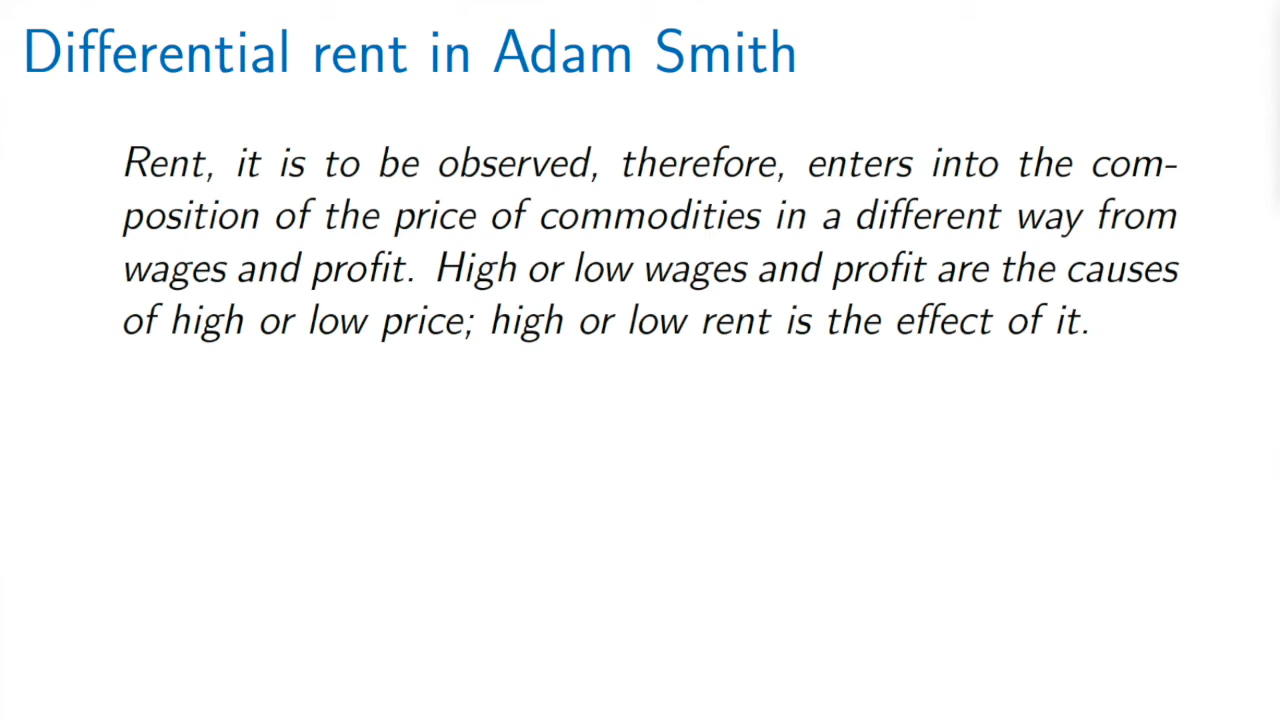 Differential rent in Adam Smith
Rent, it is to be observed, therefore, enters into the com-
position of the price of commodities in a different way from
wages and profit. High or low wages and profit are the causes
of high or low price; high or low rent is the effect of it.